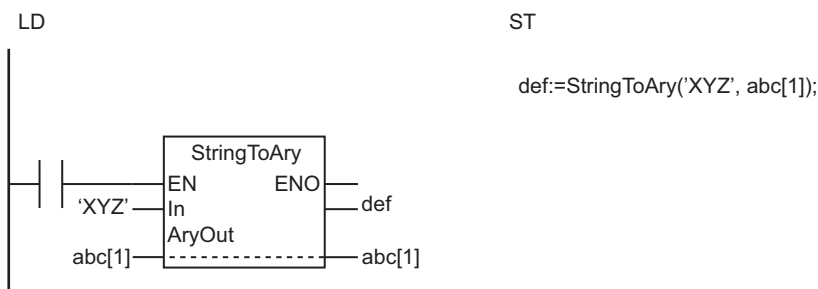 LD
ST
def:=StringToAry(’XYZ’, abc[1]);
StringToAry
EN ENO
‘XYZ’ In def
AryOut
abc[1] abc[1]